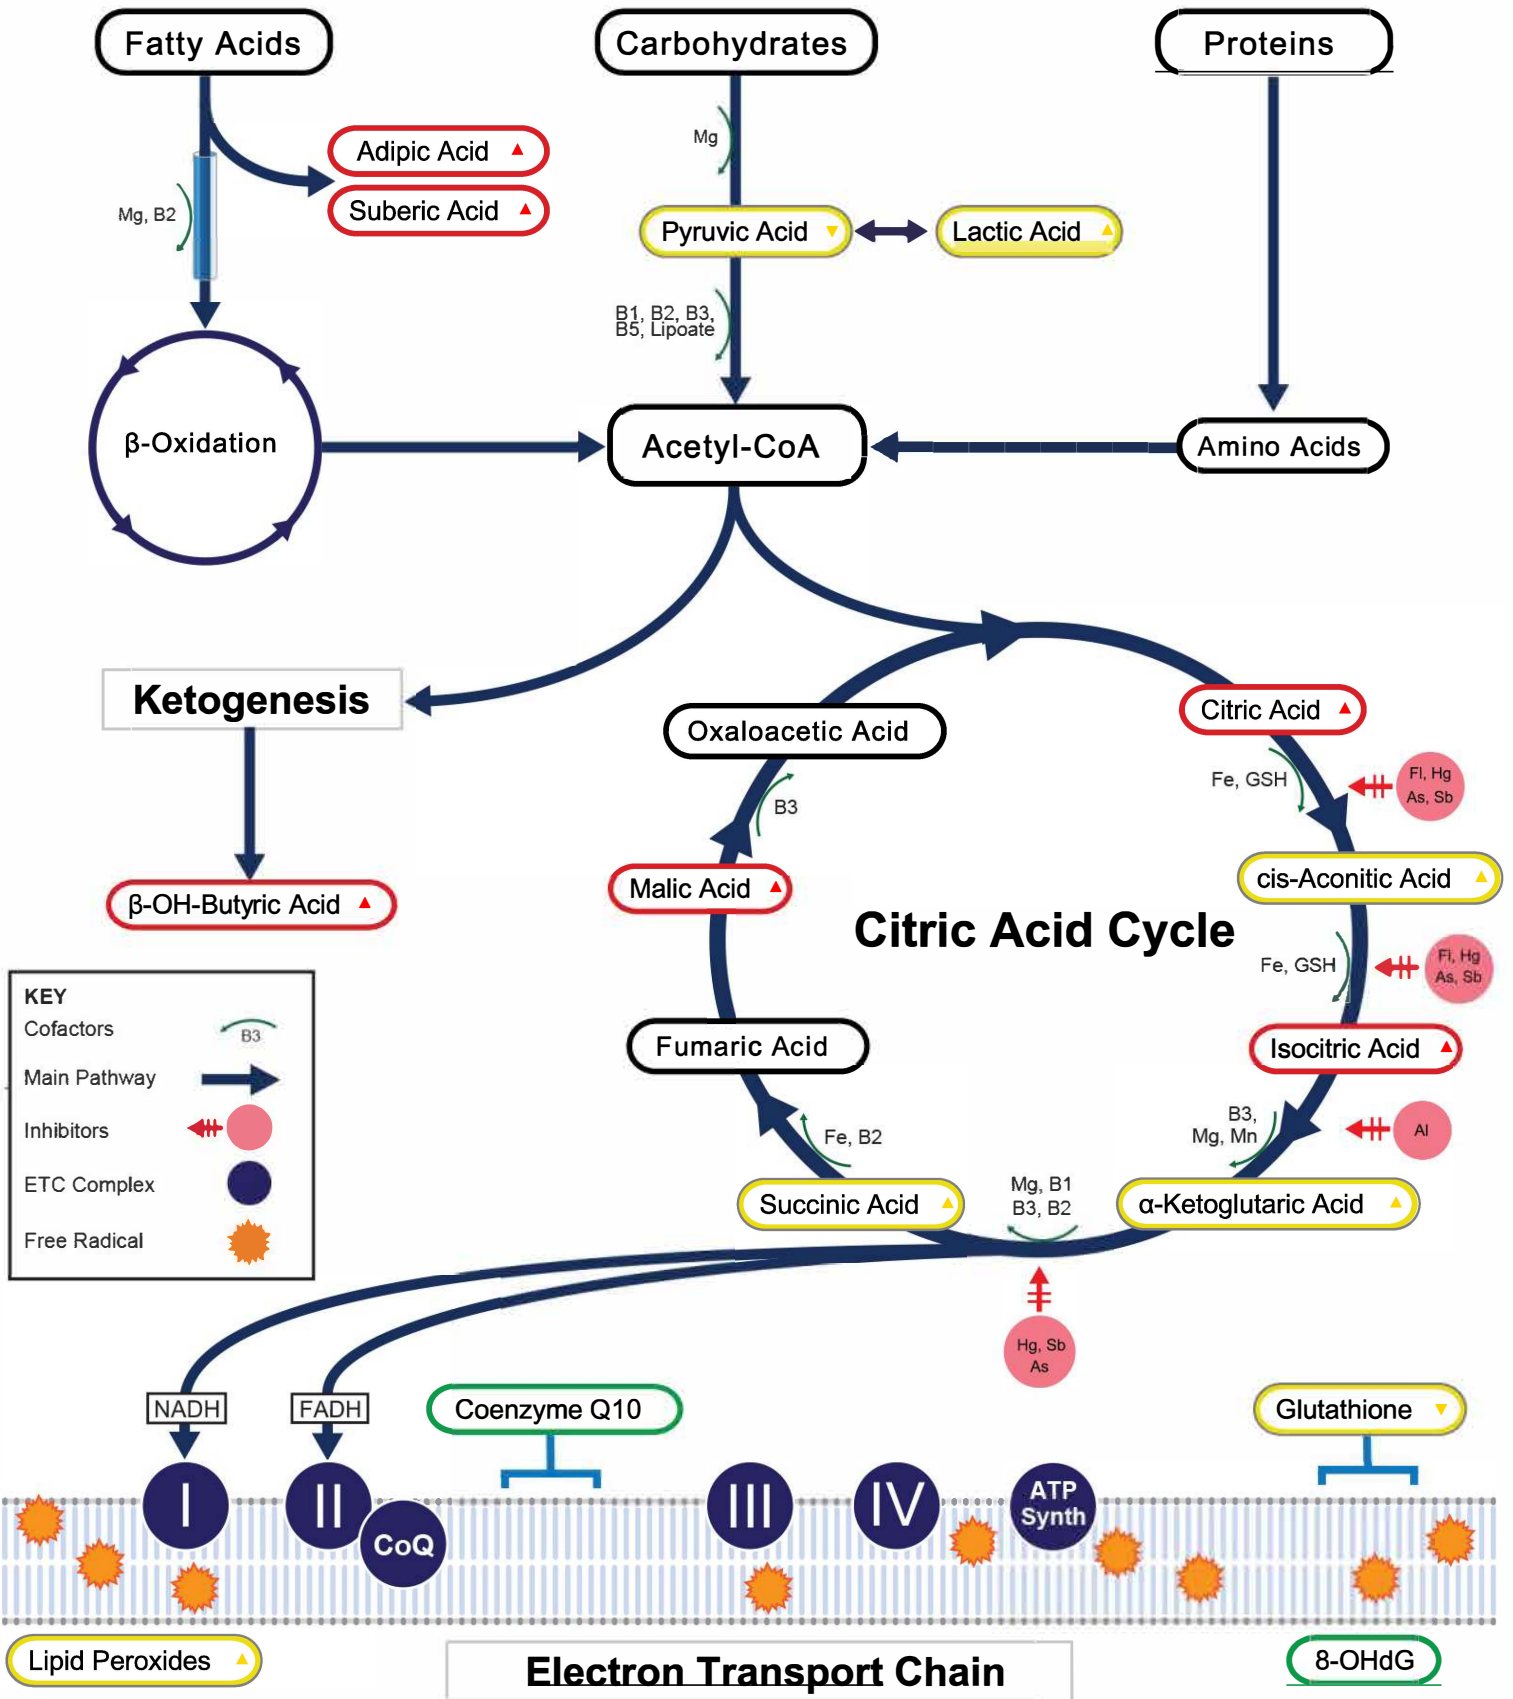 Fatty Acids
Carbohydrates
Proteins
Mg
Adipic Acid
Suberic Acid
Mg, B2
Pyruvic Acid
Lactic Acid
B1, B2, B3,
B5, Lipoate
β-Oxidation
Acetyl-CoA
Amino Acids
Ketogenesis
Oxaloacetic Acid
Citric Acid
Fe, GSH
Fl, Hg
As, Sb
B3
Malic Acid
cis-Aconitic Acid
β-OH-Butyric Acid
Citric Acid Cycle
Fe, GSH
Fl, Hg
As, Sb
KEY
Cofactors
B3
Main Pathway
Inhibitors
ETC Complex
Free Radical
Fumaric Acid
Isocitric Acid
Fe, B2
B3,
Mg, Mn
Al
Succinic Acid
Mg, B1
B3, B2
α-Ketoglutaric Acid
Hg, Sb
As
NADH
FADH
Coenzyme Q10
Glutathione
I
II
CoQ
III
IV
ATP
Synth
Lipid Peroxides
Electron Transport Chain
8-OHdG